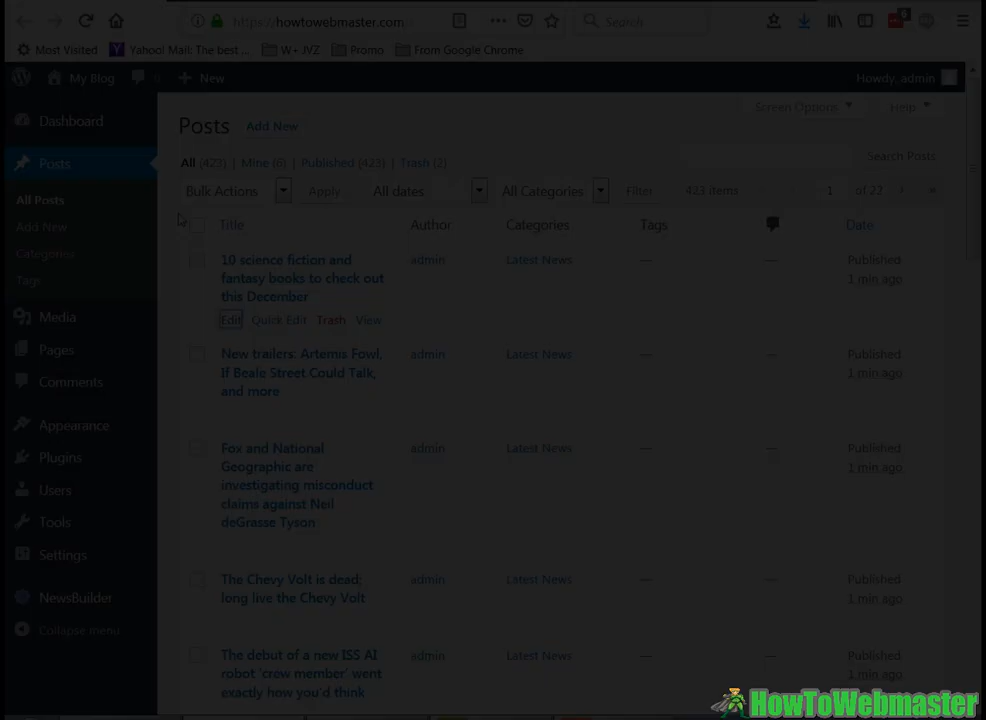 https://howtowebmaster.com
Search
6
Most Visited
Yahoo! Mail: The best ...
W+ JVZ
Promo
From Google Chrome
My Blog
0
New
Howdy, admin
Dashboard
Posts
All Posts
Add New
Categories
Tags
Media
Pages
Comments
Appearance
Plugins
Users
Tools
Settings
NewsBuilder
Collapse menu
Screen Options
Help
Posts
Add New
All (423) | Mine (6) | Published (423) | Trash (2)
Search Posts
Bulk Actions
Apply
All dates
All Categories
Filter
423 items
1 of 22 › »
Title
Author
Categories
Tags
Date
10 science fiction and
fantasy books to check out
this December
Edit
Quick Edit
Trash
View
admin
Latest News
—
—
Published
1 min ago
New trailers: Artemis Fowl,
If Beale Street Could Talk,
and more
admin
Latest News
—
—
Published
1 min ago
Fox and National
Geographic are
investigating misconduct
claims against Neil
deGrasse Tyson
admin
Latest News
—
—
Published
1 min ago
The Chevy Volt is dead;
long live the Chevy Volt
admin
Latest News
—
—
Published
1 min ago
The debut of a new ISS AI
robot 'crew member' went
exactly how you'd think
admin
Latest News
—
—
Published
1 min ago
HowToWebmaster